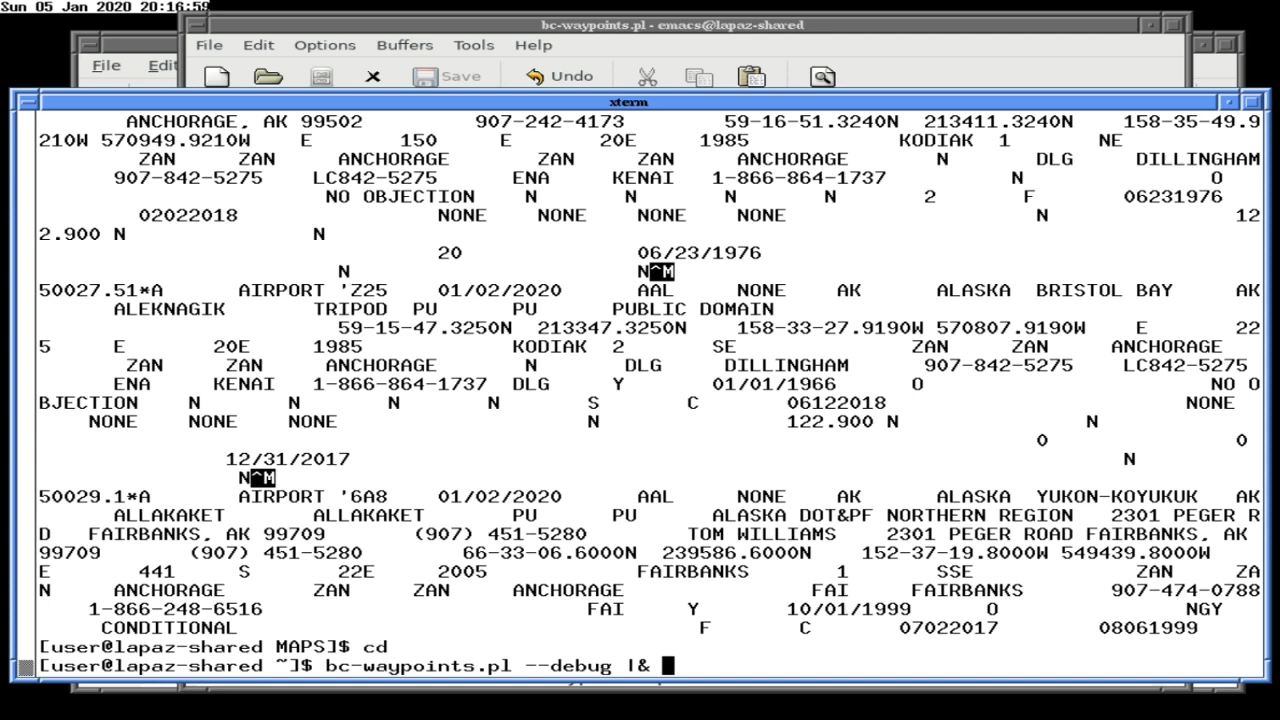 Sun 05 Jan 2020 20:16:59
bc-waypoints.pl - emacs@lapaz-shared
File Edit
File Edit Options Buffers Tools Help
Save Undo
xterm
ANCHORAGE, AK 99502 907-242-4173 59-16-51.3240N 213411.3240N 158-35-49.9
210W 570949.9210W E 150 E 20E 1985 KODIAK 1 NE
ZAN ZAN ANCHORAGE ZAN ZAN ANCHORAGE N DLG DILLINGHAM
907-842-5275 LC842-5275 ENA KENAI 1-866-864-1737 N O
NO OBJECTION N N N N 2 F 06231976
02022018 NONE NONE NONE NONE N 12
2.900 N N
20 06/23/1976
N N^M
50027.51*A AIRPORT 'Z25 01/02/2020 AAL NONE AK ALASKA BRISTOL BAY AK
ALEKNAGIK TRIPOD PU PU PUBLIC DOMAIN
59-15-47.3250N 213347.3250N 158-33-27.9190W 570807.9190W E 22
5 E 20E 1985 KODIAK 2 SE ZAN ZAN ANCHORAGE
ZAN ZAN ANCHORAGE N DLG DILLINGHAM 907-842-5275 LC842-5275
ENA KENAI 1-866-864-1737 DLG Y 01/01/1966 O NO O
BJECTION N N N N S C 06122018 NONE
NONE NONE NONE N 122.900 N N
0 0
12/31/2017 N
N^M
50029.1*A AIRPORT '6A8 01/02/2020 AAL NONE AK ALASKA YUKON-KOYUKUK AK
ALLAKAKET ALLAKAKET PU PU ALASKA DOT&PF NORTHERN REGION 2301 PEGER R
D FAIRBANKS, AK 99709 (907) 451-5280 TOM WILLIAMS 2301 PEGER ROAD FAIRBANKS, AK
99709 (907) 451-5280 66-33-06.6000N 239586.6000N 152-37-19.8000W 549439.8000W
E 441 S 22E 2005 FAIRBANKS 1 SSE ZAN ZA
N ANCHORAGE ZAN ZAN ANCHORAGE FAI FAIRBANKS 907-474-0788
1-866-248-6516 FAI Y 10/01/1999 O NGY
CONDITIONAL F C 07022017 08061999
[user@lapaz-shared MAPS]$ cd
[user@lapaz-shared ~]$ bc-waypoints.pl --debug |&